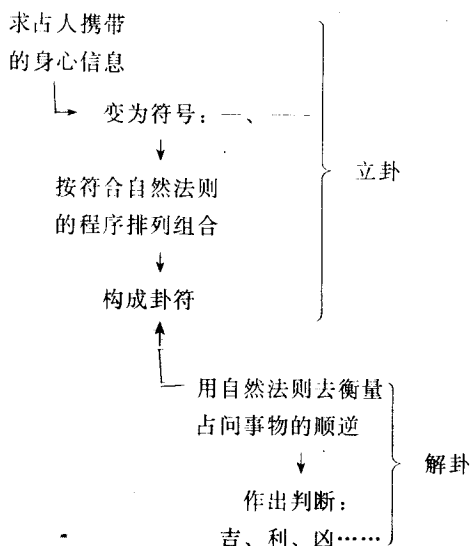 求占人携带
的身心信息
变为符号：—、— —
按符合自然法则
的程序排列组合
构成卦符
立卦
用自然法则去衡量
占问事物的顺逆
作出判断：
吉、利、凶……
解卦